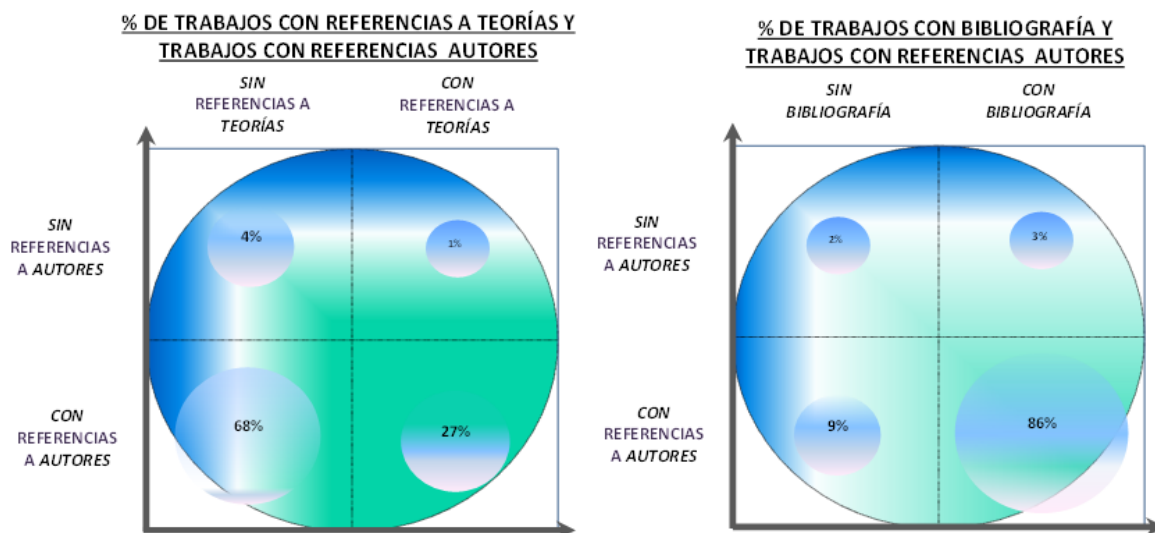 % DE TRABAJOS CON REFERENCIAS A TEORÍAS Y
TRABAJOS CON REFERENCIAS AUTORES
SIN
REFERENCIAS A
TEORÍAS
CON
REFERENCIAS A
TEORÍAS
SIN
REFERENCIAS
A AUTORES
4%
1%
CON
REFERENCIAS
A AUTORES
68%
27%
% DE TRABAJOS CON BIBLIOGRAFÍA Y
TRABAJOS CON REFERENCIAS AUTORES
SIN
BIBLIOGRAFÍA
CON
BIBLIOGRAFÍA
SIN
REFERENCIAS
A AUTORES
2%
3%
CON
REFERENCIAS
A AUTORES
9%
86%